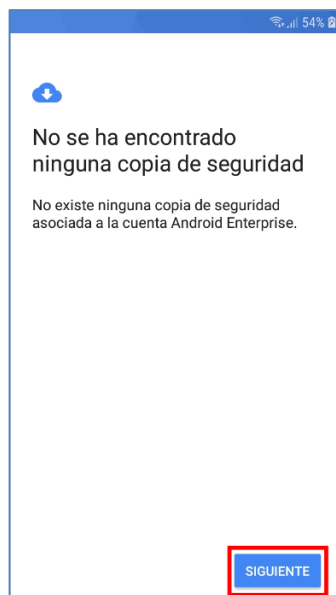 54%
No se ha encontrado
ninguna copia de seguridad
No existe ninguna copia de seguridad
asociada a la cuenta Android Enterprise.
SIGUIENTE